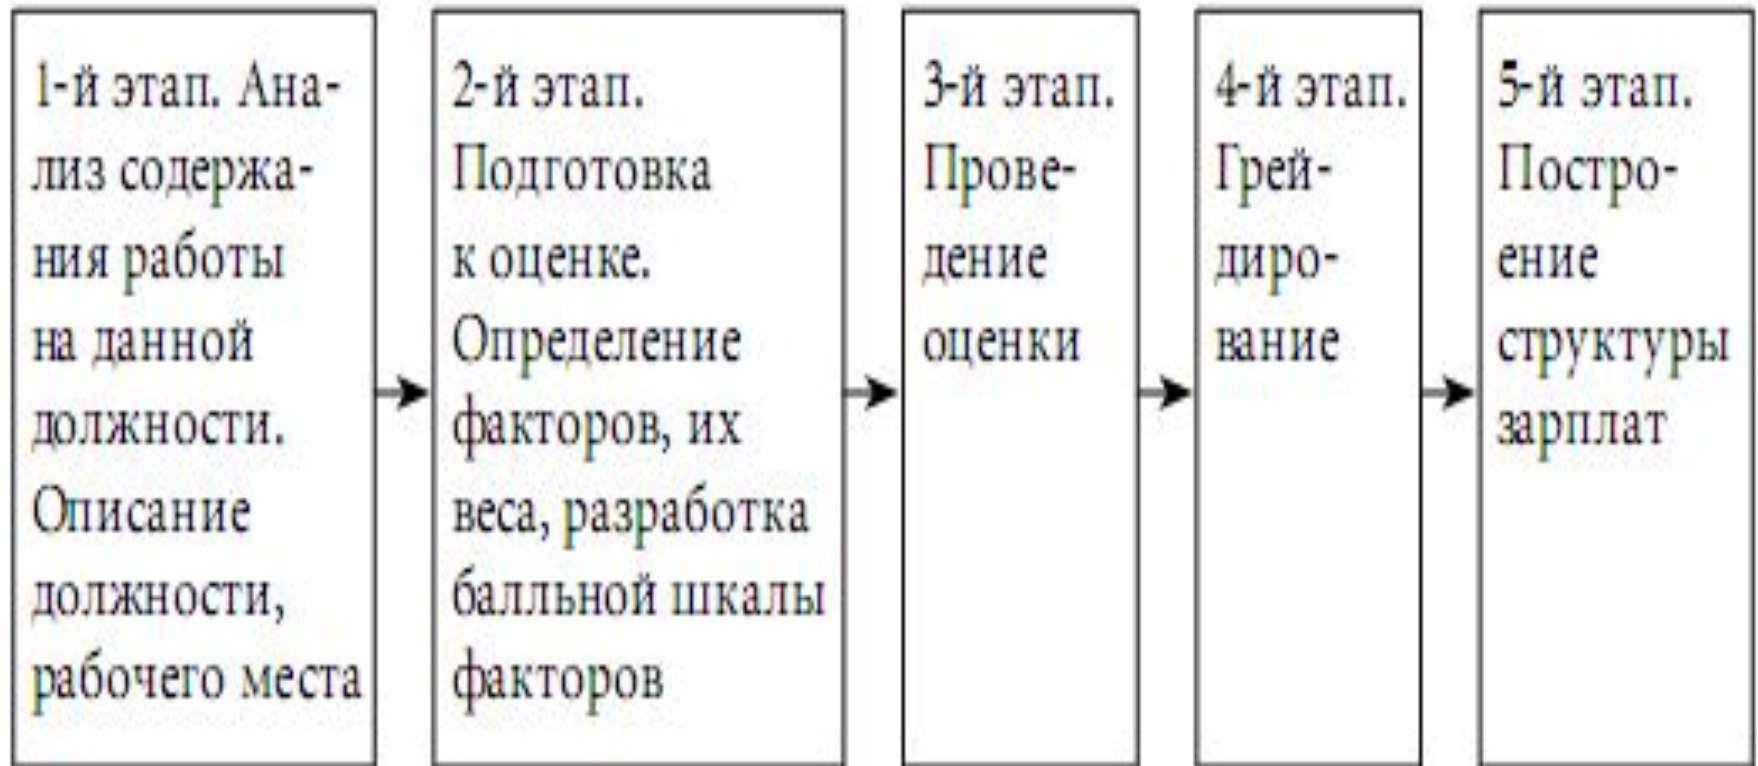 1-й этап. Ана-
лиз содержа-
ния работы
на данной
должности.
Описание
должности,
рабочего места
2-й этап.
Подготовка
к оценке.
Определение
факторов, их
веса, разработка
балльной шкалы
факторов
3-й этап.
Прове-
дение
оценки
4-й этап.
Грей-
диро-
вание
5-й этап.
Постро-
ение
структуры
зарплат